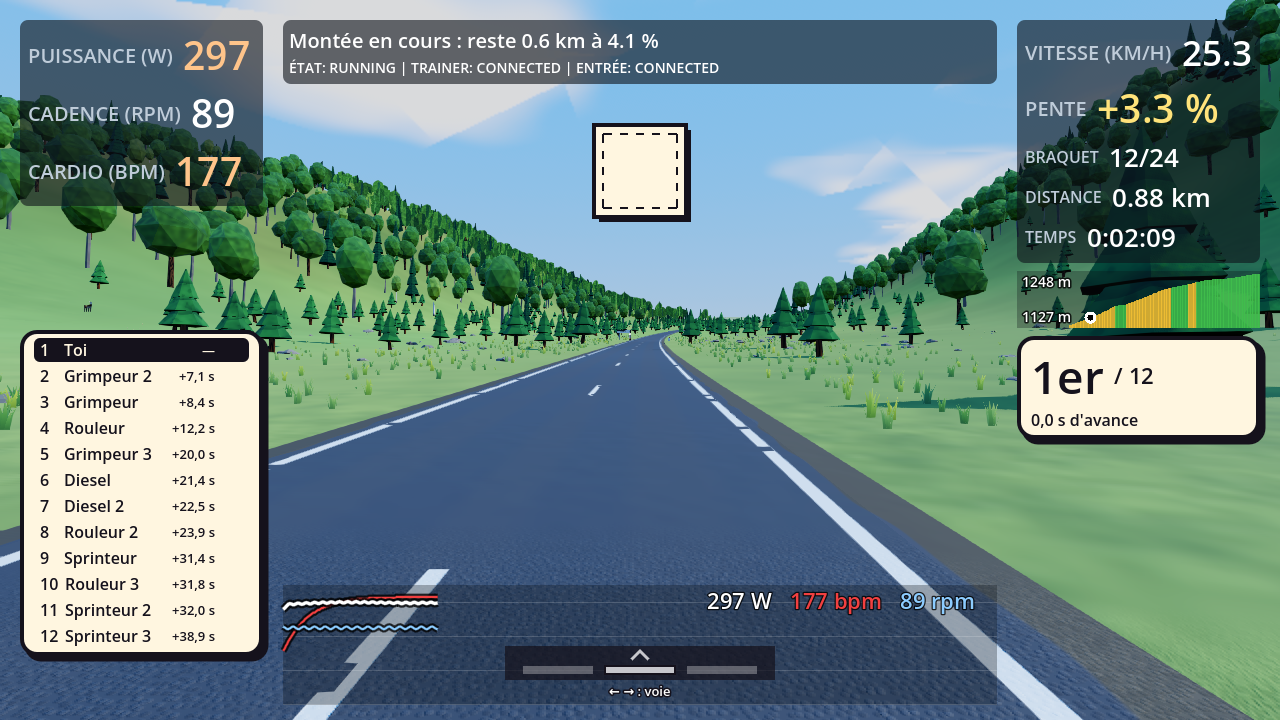 PUISSANCE (W) 297
CADENCE (RPM) 89
CARDIO (BPM) 177
Montée en cours : reste 0.6 km à 4.1 %
ÉTAT: RUNNING | TRAINER: CONNECTED | ENTRÉE: CONNECTED
VITESSE (KM/H) 25.3
PENTE +3.3 %
BRAQUET 12/24
DISTANCE 0.88 km
TEMPS 0:02:09
1248 m
1127 m
1er / 12
0,0 s d'avance
1 Toi —
2 Grimpeur 2 +7,1 s
3 Grimpeur +8,4 s
4 Rouleur +12,2 s
5 Grimpeur 3 +20,0 s
6 Diesel +21,4 s
7 Diesel 2 +22,5 s
8 Rouleur 2 +23,9 s
9 Sprinteur +31,4 s
10 Rouleur 3 +31,8 s
11 Sprinteur 2 +32,0 s
12 Sprinteur 3 +38,9 s
297 W 177 bpm 89 rpm
← → : voie